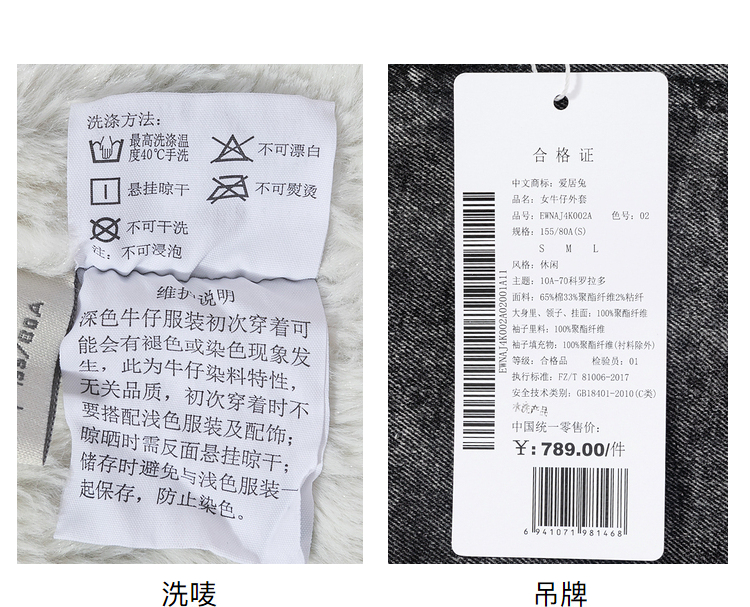 洗涤方法:
最高洗涤温
度40℃手洗
不可漂白
悬挂晾干
不可熨烫
不可干洗
注: 不可浸泡
维护说明
深色牛仔服装初次穿着可
能会有褪色或染色现象发
生，此为牛仔染料特性，
无关品质，初次穿着时不
要搭配浅色服装及配饰；
晾晒时需反面悬挂晾干；
储存时避免与浅色服装一
起保存，防止染色。
155/80A
洗唛
合格证
中文商标: 爱居兔
品名: 女牛仔外套
品号: EWNAJ4K002A 色号: 02
规格: 155/80A(S)
S M L
风格: 休闲
主题: 10A-70科罗拉多
面料: 65%棉33%聚酯纤维2%粘纤
大身里、领子、挂面: 100%聚酯纤维
袖子里料: 100%聚酯纤维
袖子填充物: 100%聚酯纤维(衬料除外)
等级: 合格品 检验员: 01
执行标准: FZ/T 81006-2017
安全技术类别: GB18401-2010(C类)
水洗产品
中国统一零售价:
¥: 789.00/件
EWNAJ4K002A02001A11
6 941071 981468
吊牌